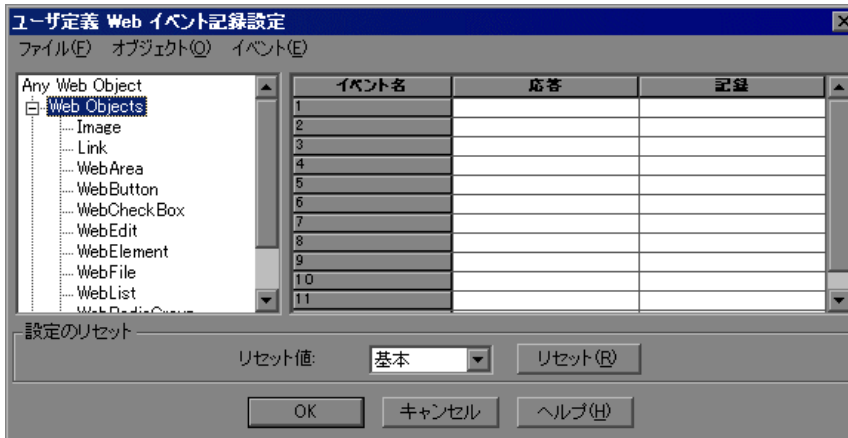 ユーザ定義 Web イベント記録設定
ファイル(F) オブジェクト(O) イベント(E)
Any Web Object
Web Objects
Image
Link
WebArea
WebButton
WebCheckBox
WebEdit
WebElement
WebFile
WebList
イベント名 応答 記録
1
2
3
4
5
6
7
8
9
10
11
設定のリセット
リセット値: 基本 リセット(R)
OK キャンセル ヘルプ(H)